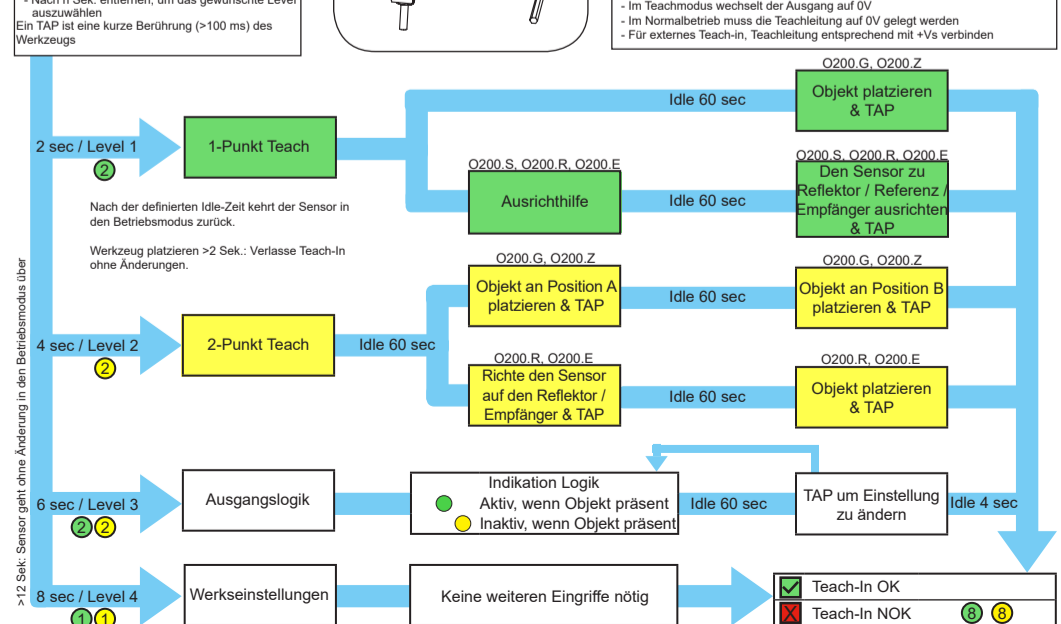 - Nach n Sek. entfernen, um das gewünschte Level
auszuwählen
Ein TAP ist eine kurze Berührung (>100 ms) des
Werkzeugs
- Im Teachmodus wechselt der Ausgang auf 0V
- Im Normalbetrieb muss die Teachleitung auf 0V gelegt werden
- Für externes Teach-in, Teachleitung entsprechend mit +Vs verbinden
>12 Sek: Sensor geht ohne Änderung in den Betriebsmodus über
2 sec / Level 1
2
1-Punkt Teach
Idle 60 sec
O200.G, O200.Z
Objekt platzieren
& TAP
O200.S, O200.R, O200.E
Ausrichthilfe
Idle 60 sec
O200.S, O200.R, O200.E
Den Sensor zu
Reflektor / Referenz /
Empfänger ausrichten
& TAP
Nach der definierten Idle-Zeit kehrt der Sensor in
den Betriebsmodus zurück.
Werkzeug platzieren >2 Sek.: Verlasse Teach-In
ohne Änderungen.
4 sec / Level 2
2
2-Punkt Teach
Idle 60 sec
O200.G, O200.Z
Objekt an Position A
platzieren & TAP
Idle 60 sec
O200.G, O200.Z
Objekt an Position B
platzieren & TAP
O200.R, O200.E
Richte den Sensor
auf den Reflektor /
Empfänger & TAP
Idle 60 sec
O200.R, O200.E
Objekt platzieren
& TAP
6 sec / Level 3
2 2
Ausgangslogik
Indikation Logik
Aktiv, wenn Objekt präsent
Inaktiv, wenn Objekt präsent
Idle 60 sec
TAP um Einstellung
zu ändern
Idle 4 sec
8 sec / Level 4
1 1
Werkseinstellungen
Keine weiteren Eingriffe nötig
Teach-In OK
Teach-In NOK 8 8